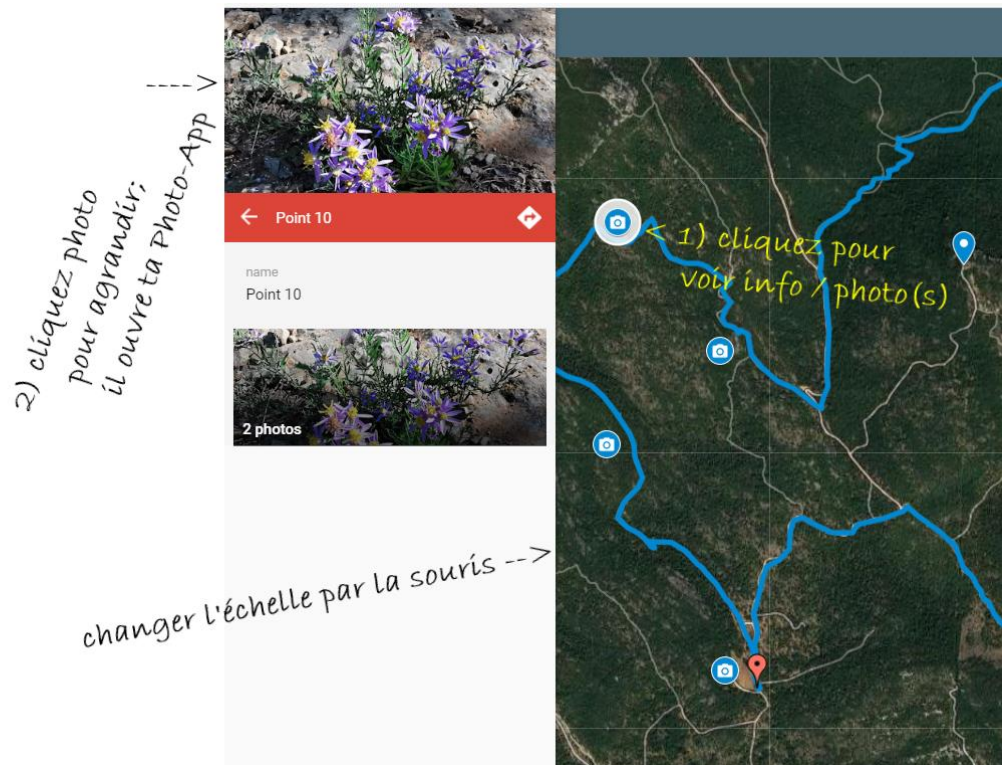 2) cliquez photo
pour agrandir;
il ouvre ta Photo-App
----->
← Point 10
name
Point 10
2 photos
< 1) cliquez pour
voir info / photo(s)
changer l'échelle par la souris -->